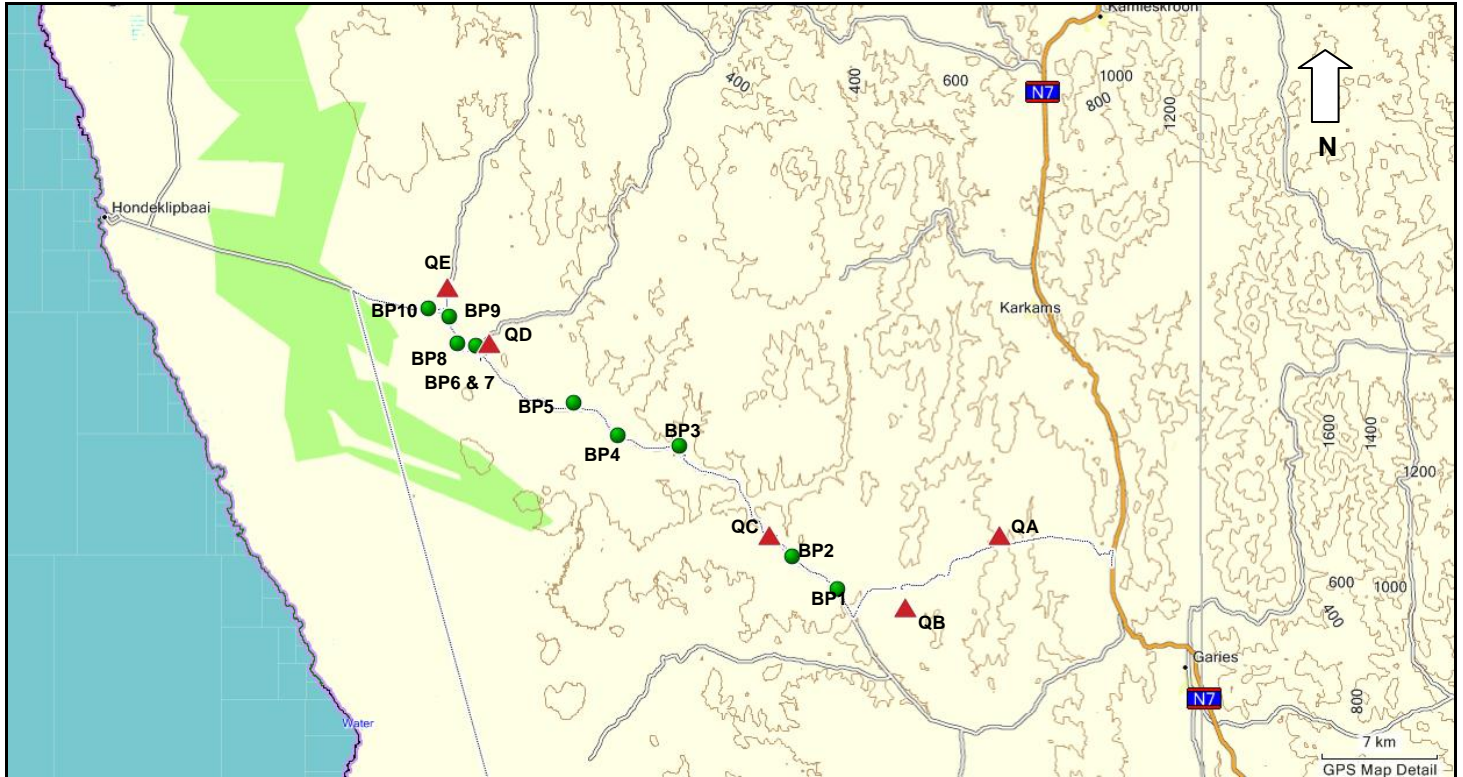 Kamieskroon
400
400
600
1000
800
1200
N7
N
Hondeklipbaai
QE
BP10
BP9
QD
BP8
BP6 & 7
Karkams
BP5
BP3
BP4
1600
1400
1200
QC
QA
BP2
BP1
QB
600
1000
400
Garies
N7
800
Water
7 km
GPS Map Detail